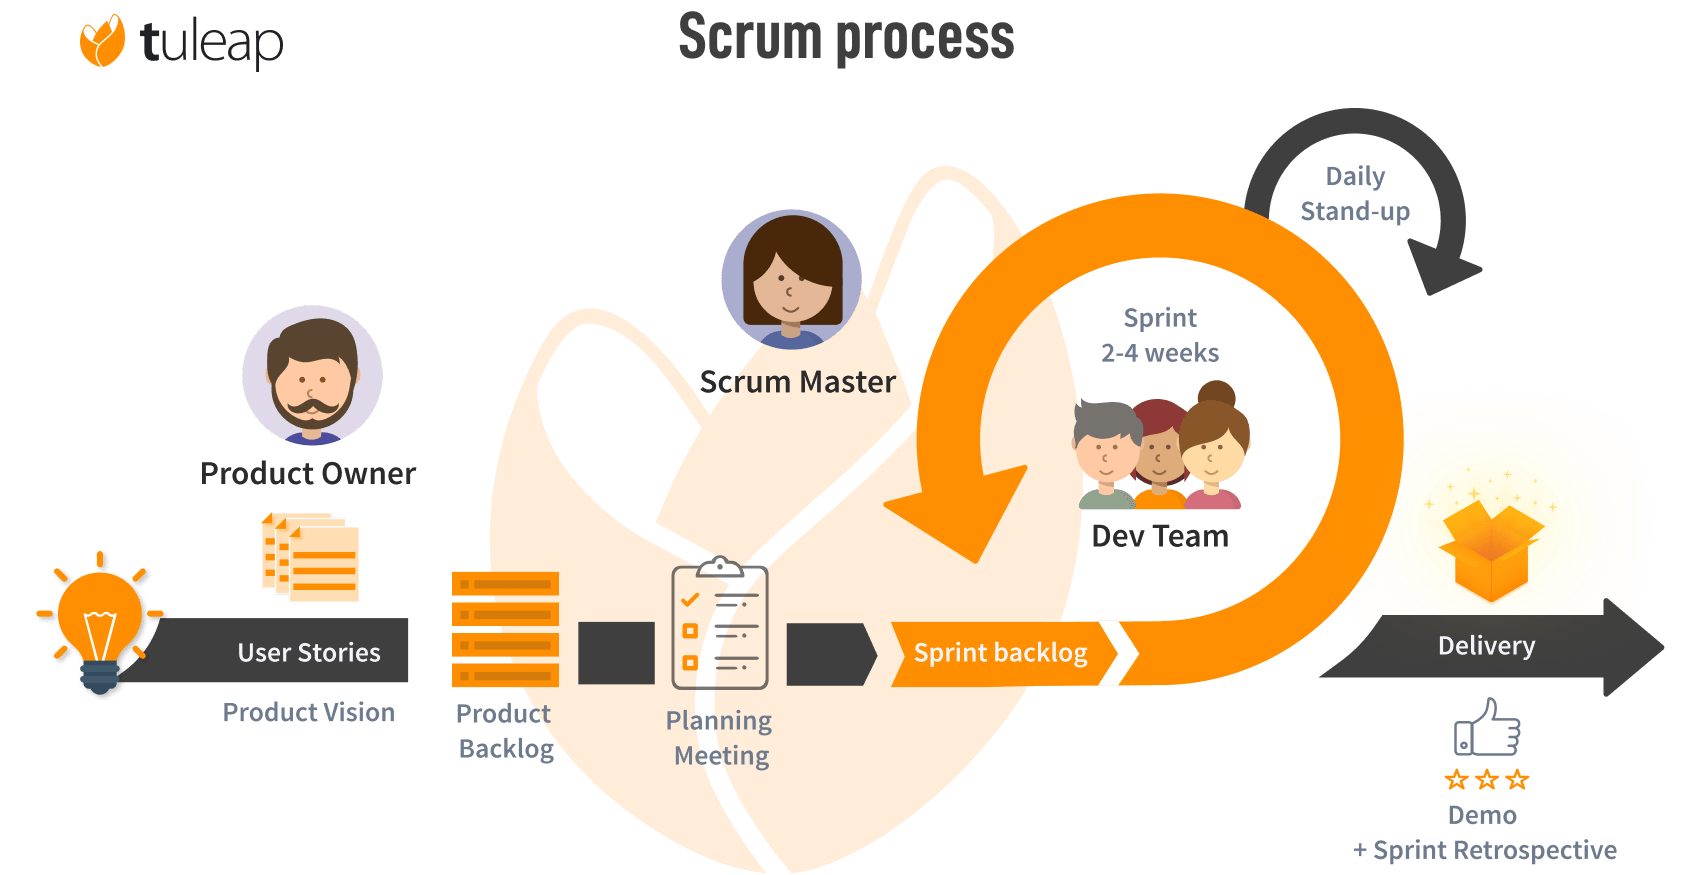 tuleap
Scrum process
Daily
Stand-up
Sprint
2-4 weeks
Scrum Master
Product Owner
Dev Team
User Stories
Sprint backlog
Delivery
Product Vision
Product
Backlog
Planning
Meeting
Demo
+ Sprint Retrospective